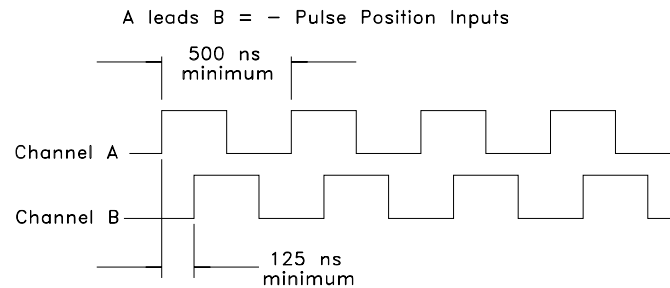 A leads B = - Pulse Position Inputs
500 ns
minimum
Channel A
Channel B
125 ns
minimum